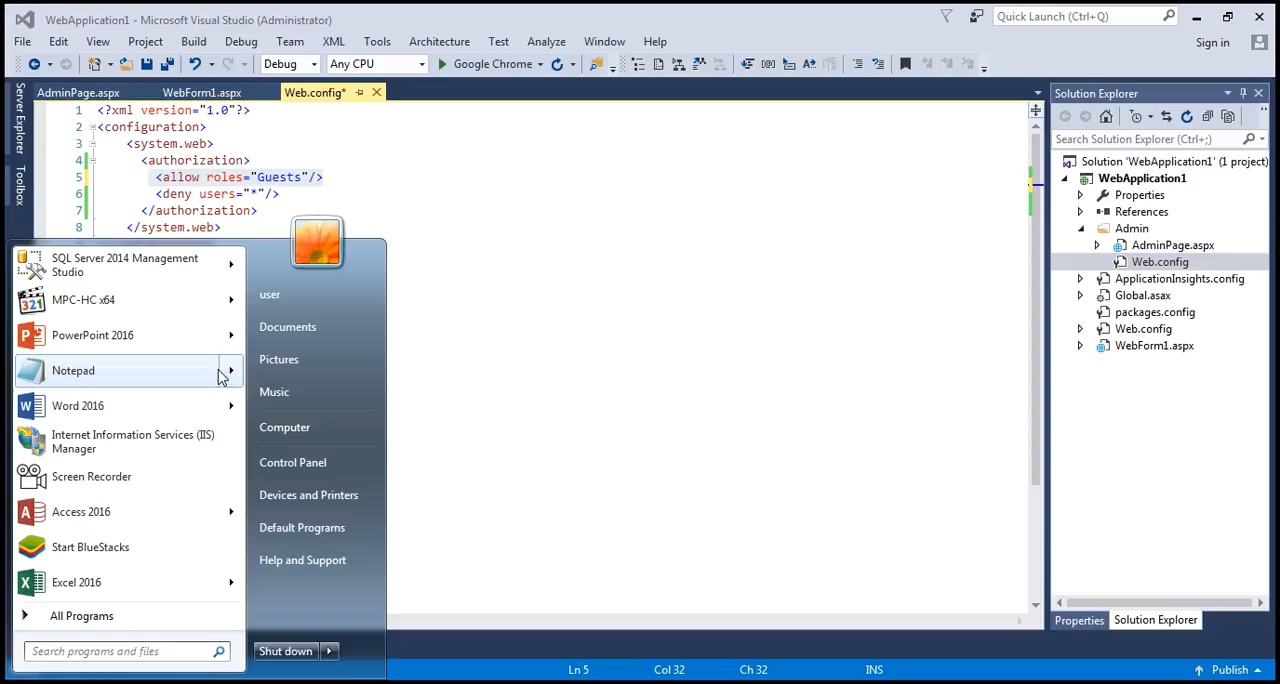 WebApplication1 - Microsoft Visual Studio (Administrator)
Quick Launch (Ctrl+Q)
File Edit View Project Build Debug Team XML Tools Architecture Test Analyze Window Help
Sign in
Debug Any CPU Google Chrome
Server Explorer
Toolbox
AdminPage.aspx WebForm1.aspx Web.config*
1 <?xml version="1.0"?>
2 <configuration>
3 <system.web>
4 <authorization>
5 <allow roles="Guests"/>
6 <deny users="*"/>
7 </authorization>
8 </system.web>
SQL Server 2014 Management
Studio
MPC-HC x64
PowerPoint 2016
Notepad
Word 2016
Internet Information Services (IIS)
Manager
Screen Recorder
Access 2016
Start BlueStacks
Excel 2016
All Programs
Search programs and files
user
Documents
Pictures
Music
Computer
Control Panel
Devices and Printers
Default Programs
Help and Support
Shut down
Solution Explorer
Search Solution Explorer (Ctrl+;)
Solution 'WebApplication1' (1 project)
WebApplication1
Properties
References
Admin
AdminPage.aspx
Web.config
ApplicationInsights.config
Global.asax
packages.config
Web.config
WebForm1.aspx
Properties Solution Explorer
Ln 5 Col 32 Ch 32 INS Publish